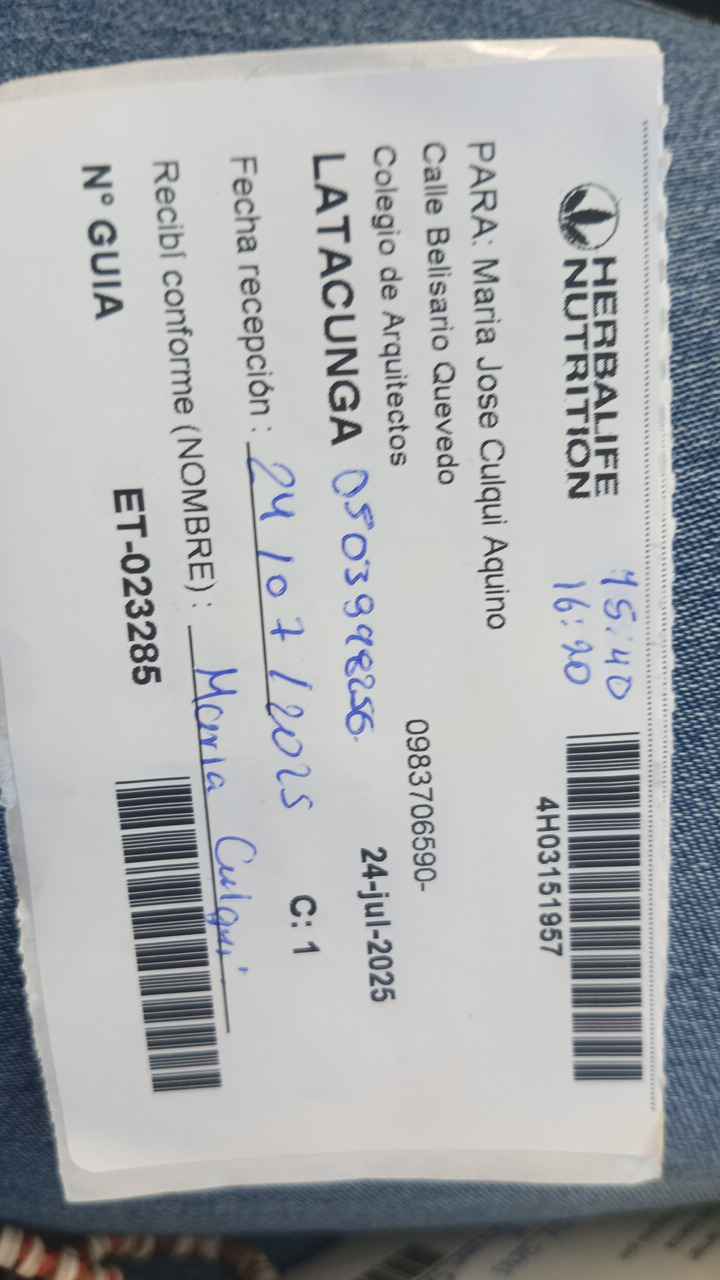 HERBALIFE
NUTRITION
15:40
16:20
4H03151957
PARA: Maria Jose Culqui Aquino
Calle Belisario Quevedo
Colegio de Arquitectos
0983706590-
LATACUNGA 0503998256.
24-jul-2025
Fecha recepción : 24/07/2025
C: 1
Recibí conforme (NOMBRE) : Maria Culqui
N° GUIA ET-023285